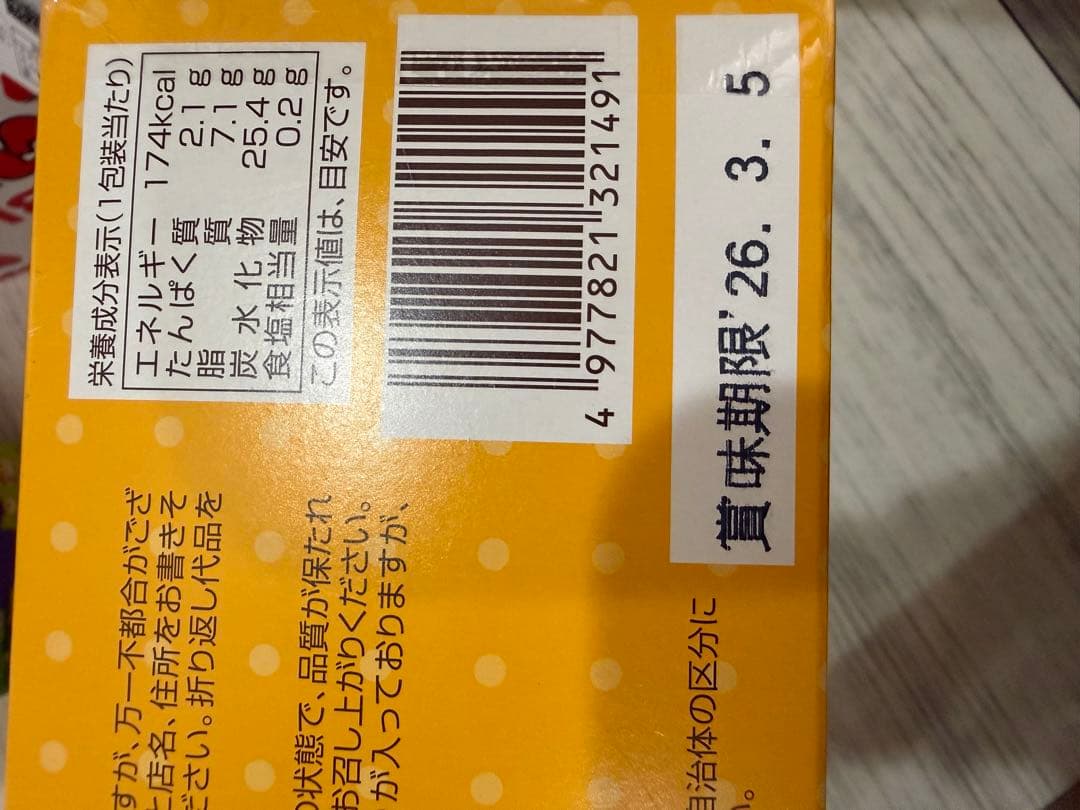 栄養成分表示(1包装当たり)
エネルギー 174kcal
たんぱく質 2.1g
脂質 7.1g
炭水化物 25.4g
食塩相当量 0.2g
この表示値は、目安です。
4 977821 321491
賞味期限'26. 3. 5
すが、万一不都合がござ
店名、住所をお書きそ
ださい。折り返し代品を
の状態で、品質が保たれ
お召し上がりください。
が入っておりますが、
自治体の区分に
い。